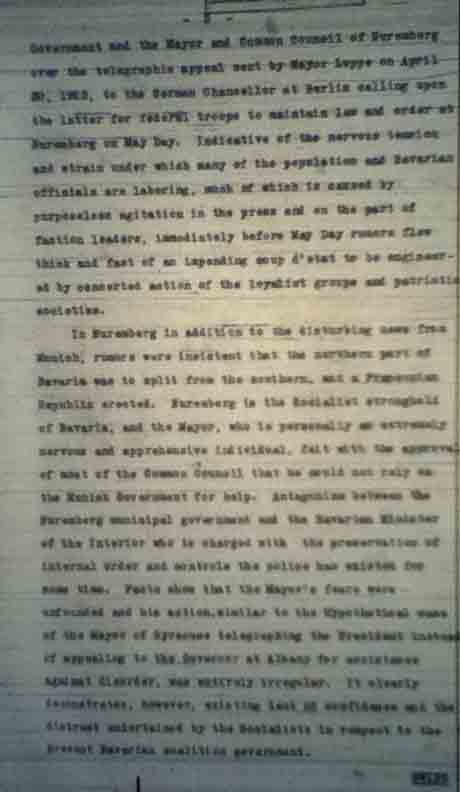 Government and the Mayor and Common Council of Nuremberg
over the telegraphic appeal sent by Mayor Luppe on April
to the German Chancellor at Berlin calling upon
the latter for federal troops to maintain law and order at
Nuremberg on May Day. Indicative of the nervous tension
and strain under which many of the population and Bavarian
officials are laboring, much of which is caused by
purposeless agitation in the press and on the part of
faction leaders, immediately before May Day rumors flew
thick and fast of an impending coup d'etat to be engineer-
ed by concerted action of the loyalist groups and patriotic
societies.
In Nuremberg in addition to the disturbing news from
Munich, rumors were insistent that the northern part of
Bavaria was to split from the southern, and a Franconian
Republic erected. Nuremberg is the Socialist stronghold
of Bavaria, and the Mayor, who is personally an extremely
nervous and apprehensive individual, felt with the approval
of most of the Common Council that he could not rely on
the Munich Government for help. Antagonism between the
Nuremberg municipal government and the Bavarian Minister
of the Interior who is charged with the preservation of
internal order and controls the police has existed for
some time. Facts show that the Mayor's fears were
unfounded and his action, similar to the hypothetical case
of the Mayor of Syracuse telegraphing the President instead
of appealing to the Governor at Albany for assistance
against disorder, was entirely irregular. It clearly
demonstrates, however, existing lack of confidence and the
distrust entertained by the Socialists in respect to the
present Bavarian coalition government.